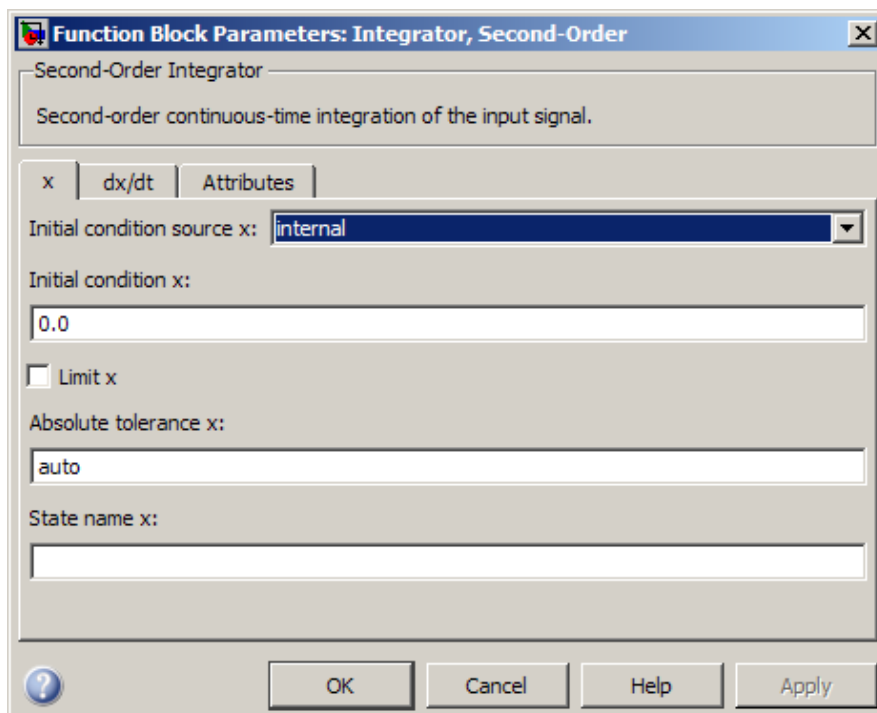 Function Block Parameters: Integrator, Second-Order
Second-Order Integrator
Second-order continuous-time integration of the input signal.
x dx/dt Attributes
Initial condition source x: internal
Initial condition x:
0.0
Limit x
Absolute tolerance x:
auto
State name x:
OK Cancel Help Apply